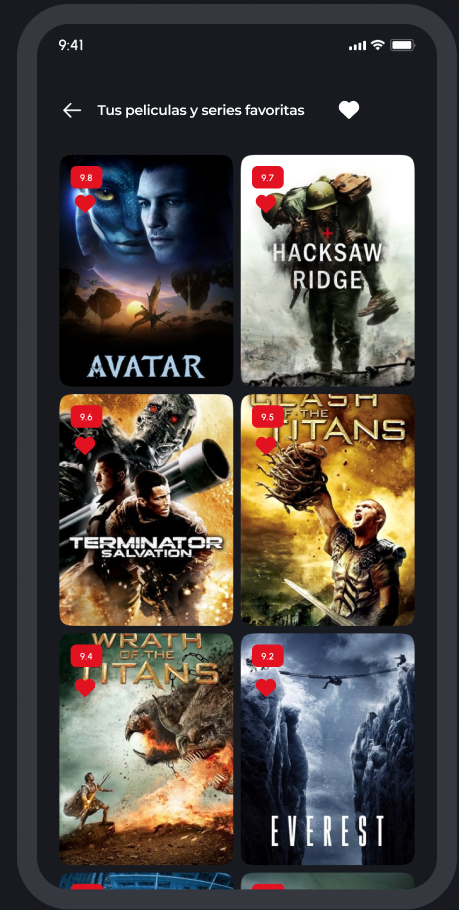 9:41
Tus peliculas y series favoritas
9.8
AVATAR
9.7
HACKSAW
RIDGE
9.6
TERMINATOR
SALVATION
9.5
CLASH
OF THE
TITANS
9.4
WRATH
OF THE
TITANS
9.2
EVEREST